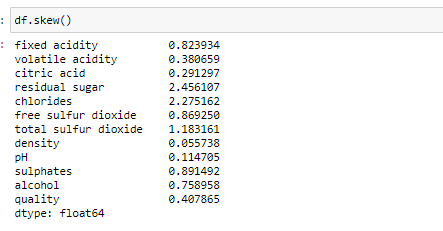 df.skew()
fixed acidity 0.823934
volatile acidity 0.380659
citric acid 0.291297
residual sugar 2.456107
chlorides 2.275162
free sulfur dioxide 0.869250
total sulfur dioxide 1.183161
density 0.055738
pH 0.114705
sulphates 0.891492
alcohol 0.758958
quality 0.407865
dtype: float64